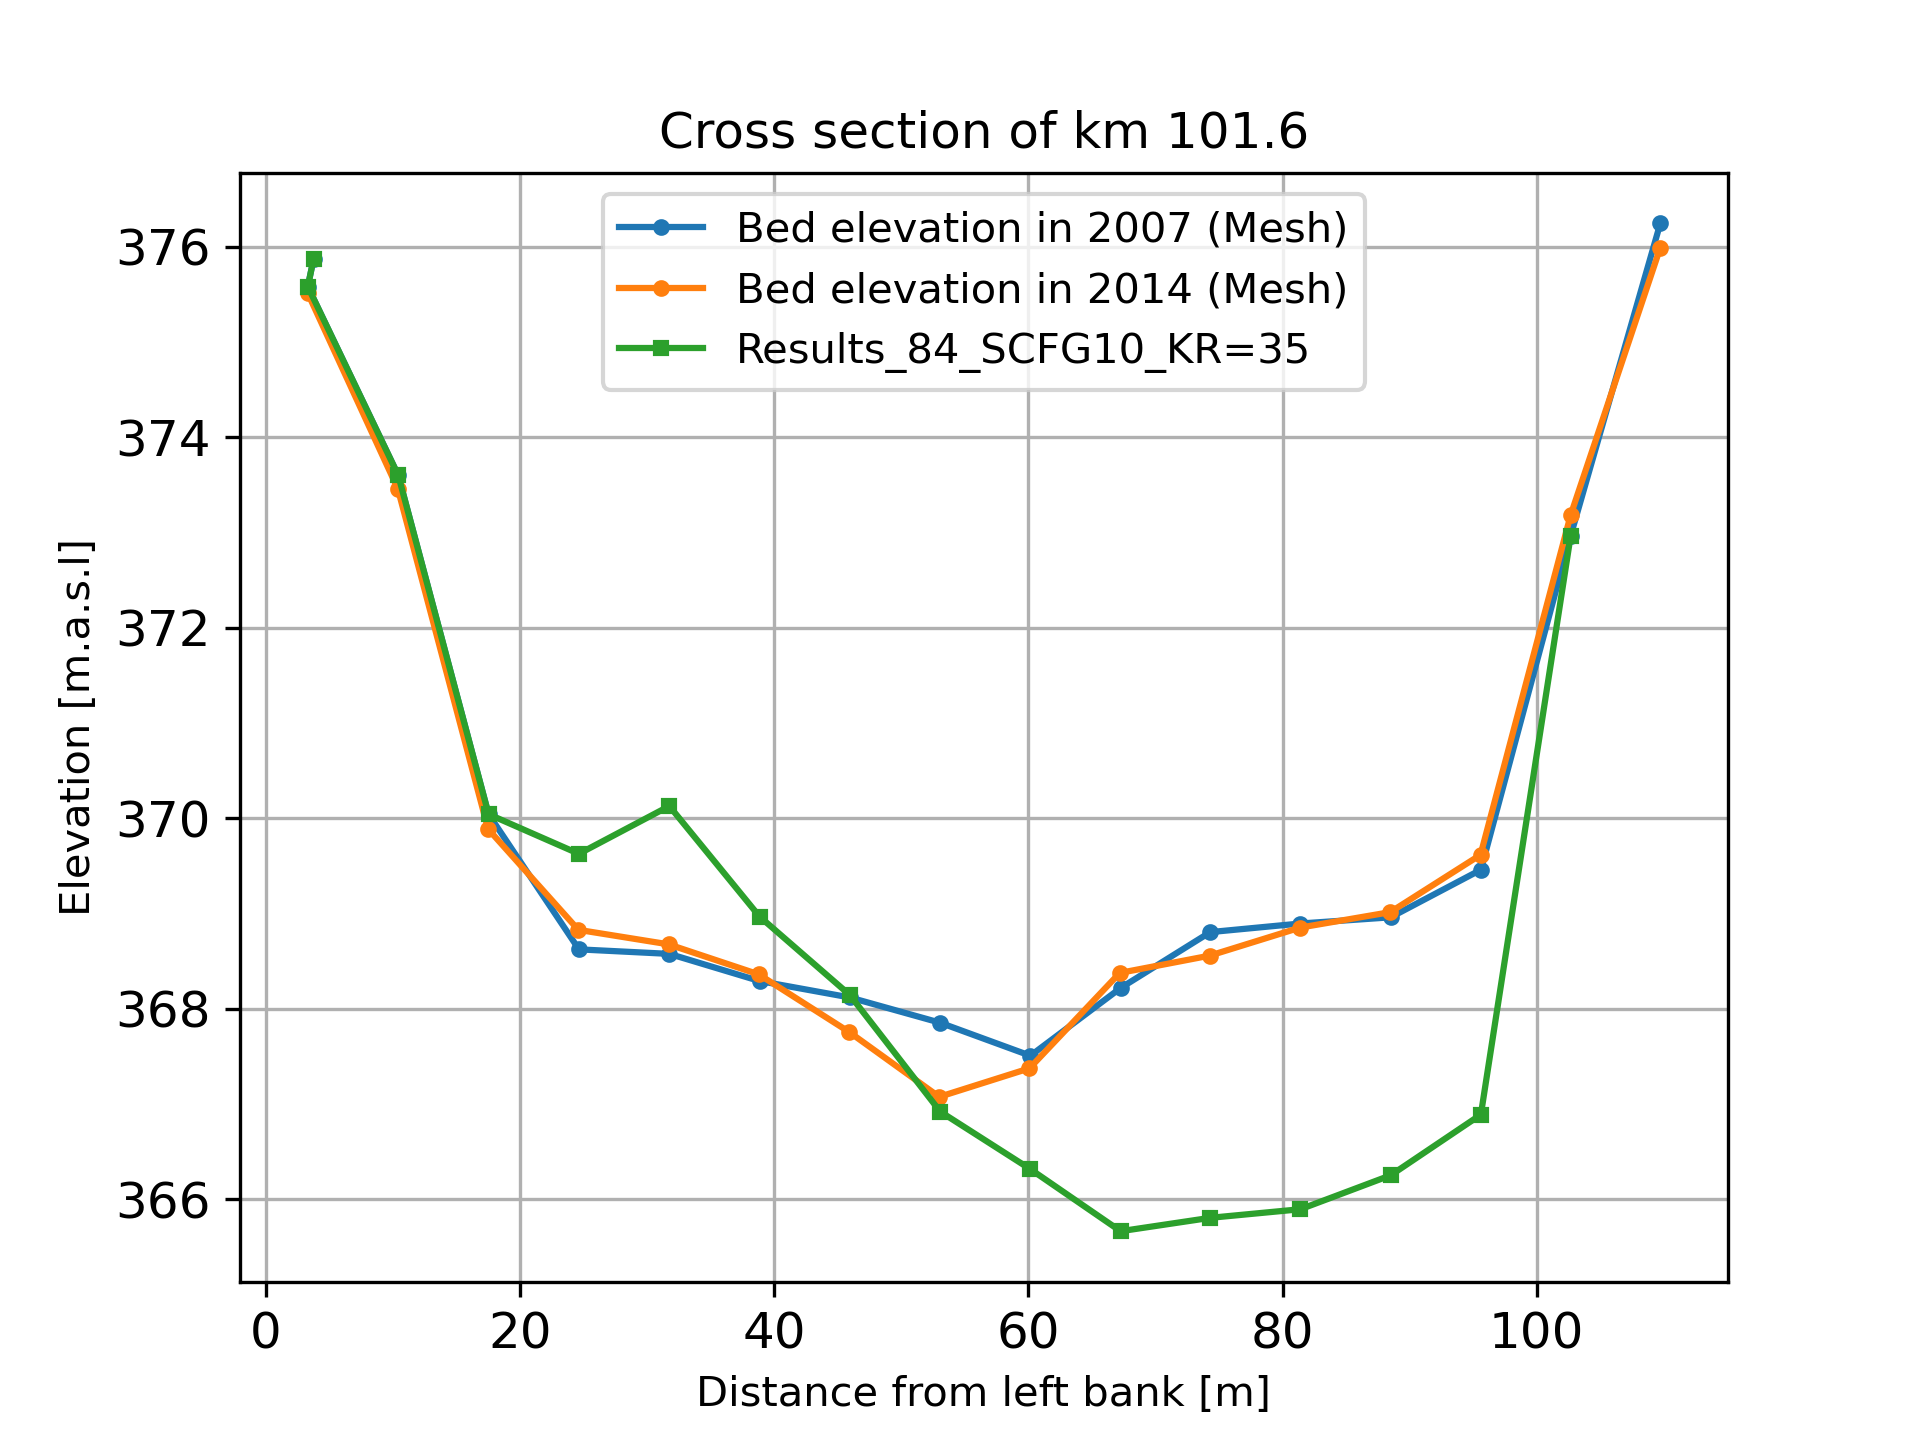 Cross section of km 101.6
Bed elevation in 2007 (Mesh)
Bed elevation in 2014 (Mesh)
Results_84_SCFG10_KR=35
376
374
372
370
368
366
Elevation [m.a.s.l]
0 20 40 60 80 100
Distance from left bank [m]